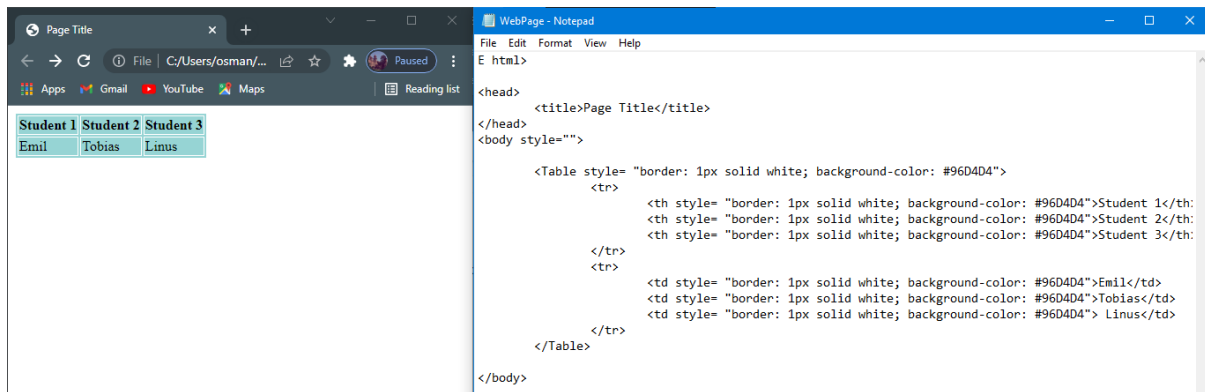 Page Title
File | C:/Users/osman/... Paused
Apps Gmail YouTube Maps Reading list
Student 1 Student 2 Student 3
Emil Tobias Linus
WebPage - Notepad
File Edit Format View Help
E html>
<head>
<title>Page Title</title>
</head>
<body style="">
<Table style= "border: 1px solid white; background-color: #96D4D4">
<tr>
<th style= "border: 1px solid white; background-color: #96D4D4">Student 1</th
<th style= "border: 1px solid white; background-color: #96D4D4">Student 2</th
<th style= "border: 1px solid white; background-color: #96D4D4">Student 3</th
</tr>
<tr>
<td style= "border: 1px solid white; background-color: #96D4D4">Emil</td>
<td style= "border: 1px solid white; background-color: #96D4D4">Tobias</td>
<td style= "border: 1px solid white; background-color: #96D4D4"> Linus</td>
</tr>
</Table>
</body>